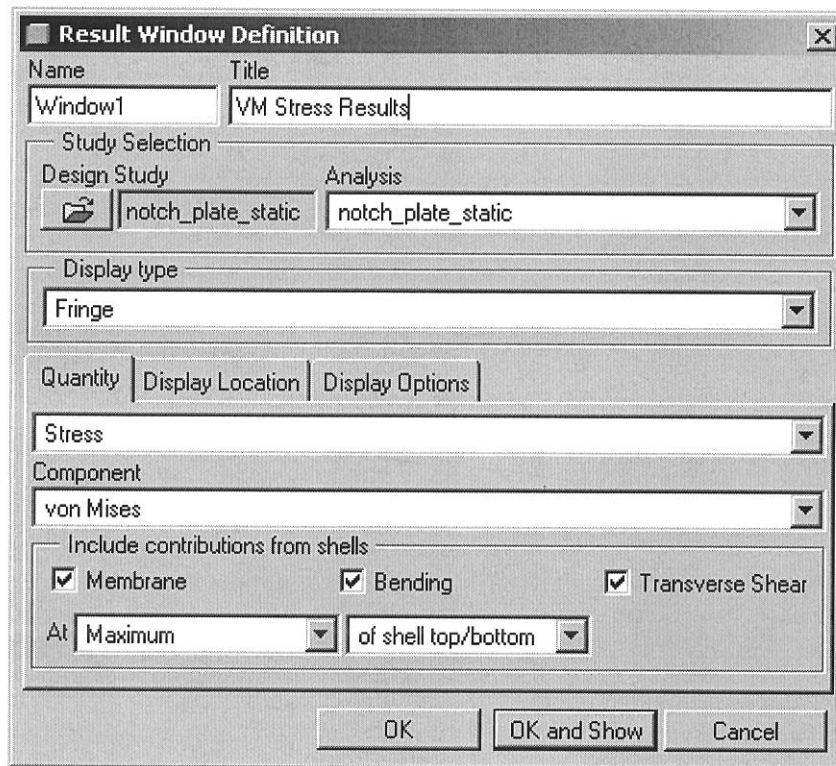 Result Window Definition
Name Title
Window1 VM Stress Results
Study Selection
Design Study Analysis
notch_plate_static notch_plate_static
Display type
Fringe
Quantity Display Location Display Options
Stress
Component
von Mises
Include contributions from shells
Membrane Bending Transverse Shear
At Maximum of shell top/bottom
OK OK and Show Cancel